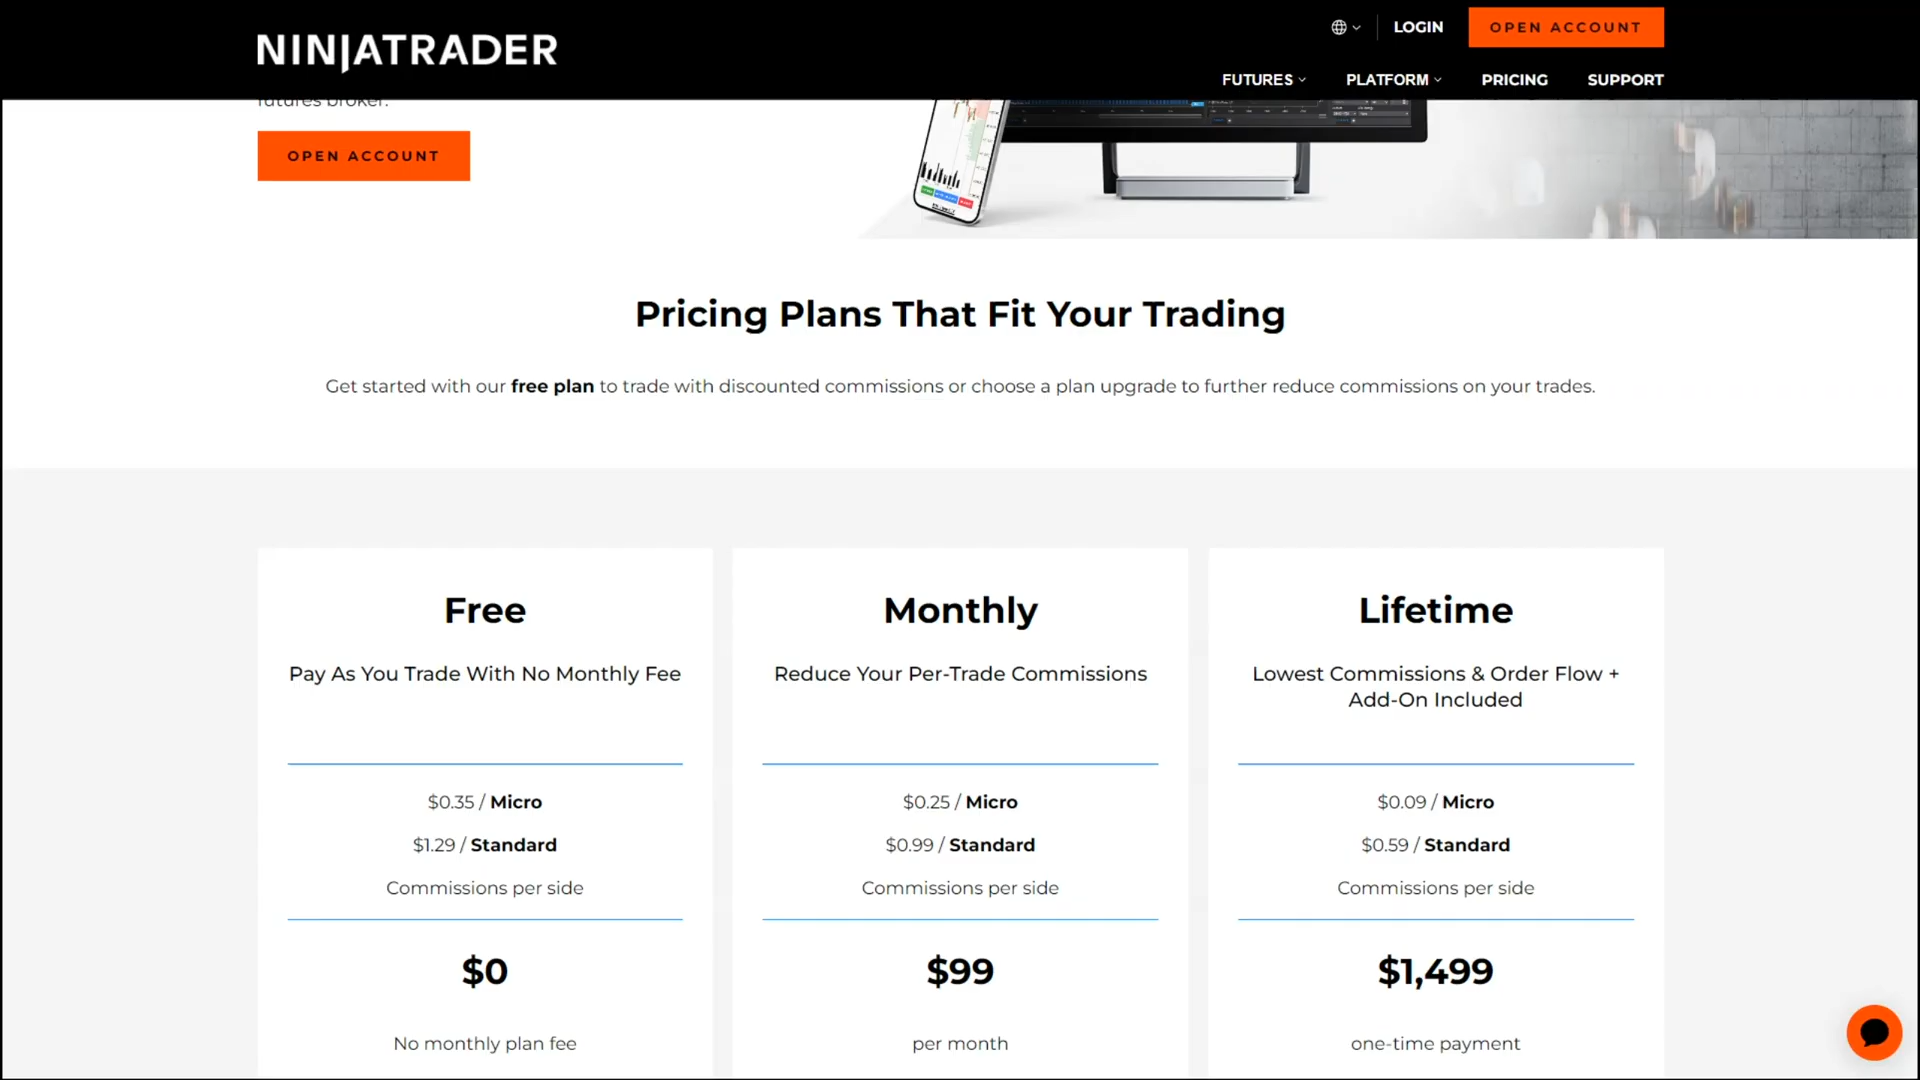 NINJATRADER
LOGIN
OPEN ACCOUNT
FUTURES
PLATFORM
PRICING
SUPPORT
futures broker.
OPEN ACCOUNT
Pricing Plans That Fit Your Trading
Get started with our free plan to trade with discounted commissions or choose a plan upgrade to further reduce commissions on your trades.
Free
Pay As You Trade With No Monthly Fee
$0.35 / Micro
$1.29 / Standard
Commissions per side
$0
No monthly plan fee
Monthly
Reduce Your Per-Trade Commissions
$0.25 / Micro
$0.99 / Standard
Commissions per side
$99
per month
Lifetime
Lowest Commissions & Order Flow +
Add-On Included
$0.09 / Micro
$0.59 / Standard
Commissions per side
$1,499
one-time payment